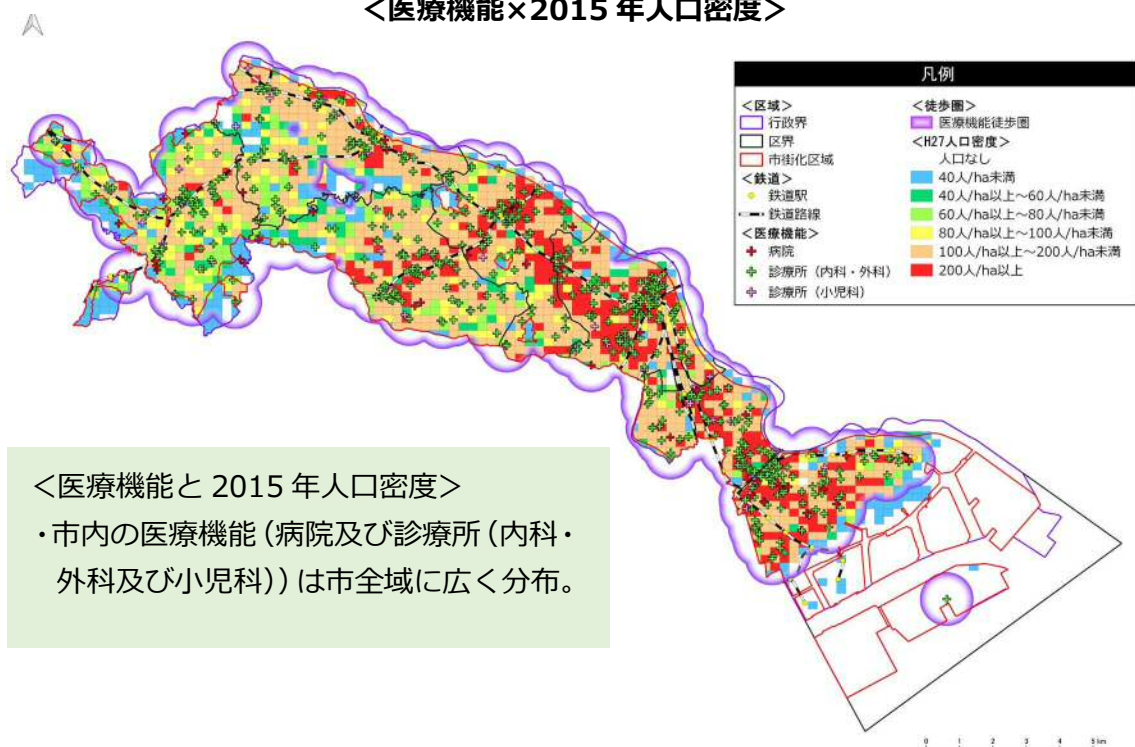 ＜医療機能×2015 年人口密度＞
凡例
＜区域＞
行政界
区界
市街化区域
＜鉄道＞
鉄道駅
鉄道路線
＜医療機能＞
病院
診療所（内科・外科）
診療所（小児科）
＜徒歩圏＞
医療機能徒歩圏
＜H27人口密度＞
人口なし
40人/ha未満
40人/ha以上～60人/ha未満
60人/ha以上～80人/ha未満
80人/ha以上～100人/ha未満
100人/ha以上～200人/ha未満
200人/ha以上
＜医療機能と 2015 年人口密度＞
・市内の医療機能（病院及び診療所（内科・
外科及び小児科））は市全域に広く分布。
0 1 2 3 4 5 km